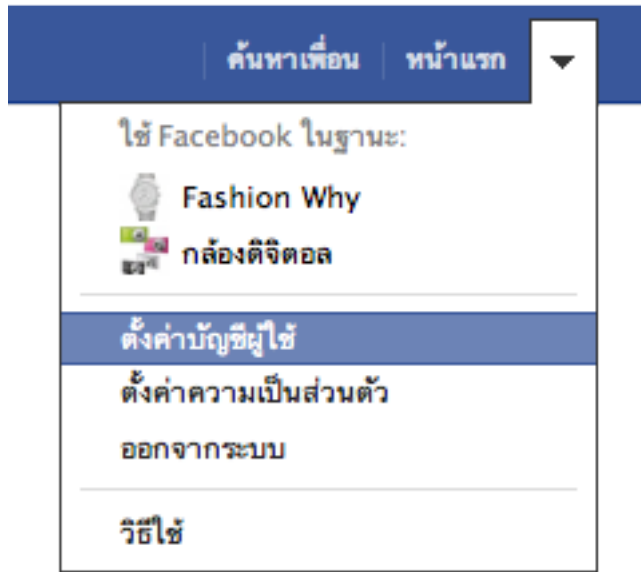 ค้นหาเพื่อน หน้าแรก
ใช้ Facebook ในฐานะ:
Fashion Why
กล้องดิจิตอล
ตั้งค่าบัญชีผู้ใช้
ตั้งค่าความเป็นส่วนตัว
ออกจากระบบ
วิธีใช้